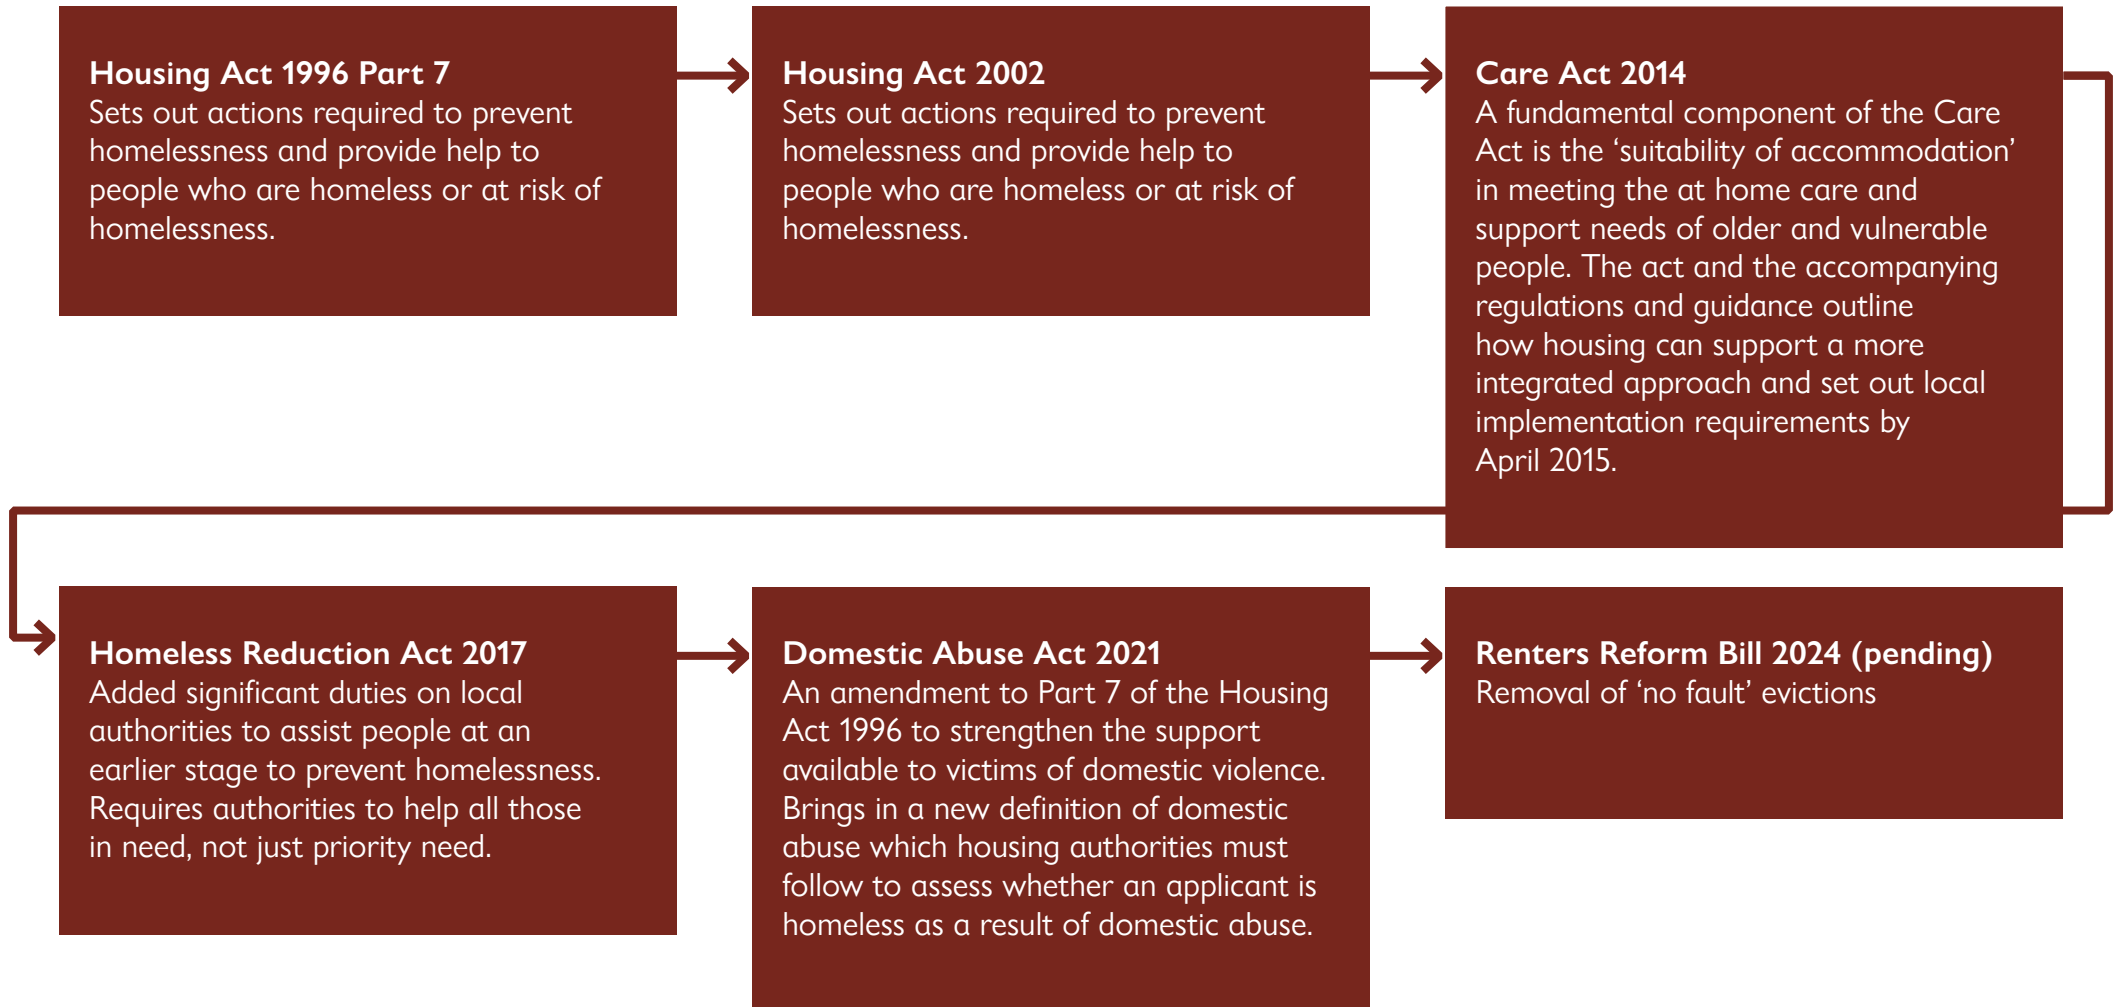 Housing Act 1996 Part 7
Sets out actions required to prevent
homelessness and provide help to
people who are homeless or at risk of
homelessness.
Housing Act 2002
Sets out actions required to prevent
homelessness and provide help to
people who are homeless or at risk of
homelessness.
Care Act 2014
A fundamental component of the Care
Act is the ‘suitability of accommodation’
in meeting the at home care and
support needs of older and vulnerable
people. The act and the accompanying
regulations and guidance outline
how housing can support a more
integrated approach and set out local
implementation requirements by
April 2015.
Homeless Reduction Act 2017
Added significant duties on local
authorities to assist people at an
earlier stage to prevent homelessness.
Requires authorities to help all those
in need, not just priority need.
Domestic Abuse Act 2021
An amendment to Part 7 of the Housing
Act 1996 to strengthen the support
available to victims of domestic violence.
Brings in a new definition of domestic
abuse which housing authorities must
follow to assess whether an applicant is
homeless as a result of domestic abuse.
Renters Reform Bill 2024 (pending)
Removal of ‘no fault’ evictions